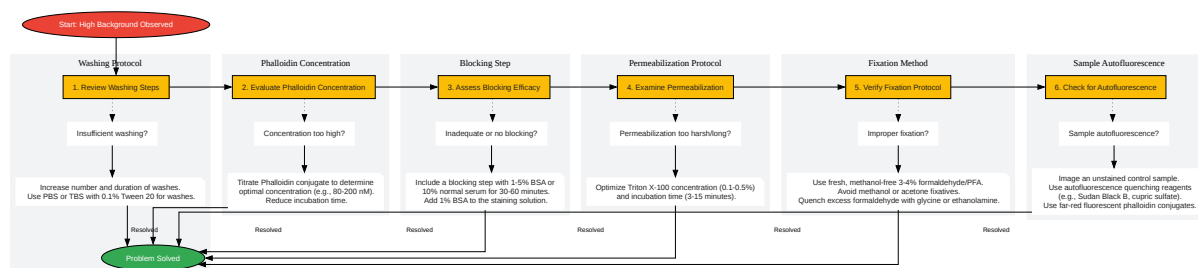 Start: High Background Observed
Washing Protocol
1. Review Washing Steps
Insufficient washing?
Increase number and duration of washes.
Use PBS or TBS with 0.1% Tween 20 for washes.
Resolved
Phalloidin Concentration
2. Evaluate Phalloidin Concentration
Concentration too high?
Titrate Phalloidin conjugate to determine
optimal concentration (e.g., 80-200 nM).
Reduce incubation time.
Resolved
Blocking Step
3. Assess Blocking Efficacy
Inadequate or no blocking?
Include a blocking step with 1-5% BSA or
10% normal serum for 30-60 minutes.
Add 1% BSA to the staining solution.
Resolved
Permeabilization Protocol
4. Examine Permeabilization
Permeabilization too harsh/long?
Optimize Triton X-100 concentration (0.1-0.5%)
and incubation time (3-15 minutes).
Resolved
Fixation Method
5. Verify Fixation Protocol
Improper fixation?
Use fresh, methanol-free 3-4% formaldehyde/PFA.
Avoid methanol or acetone fixatives.
Quench excess formaldehyde with glycine or ethanolamine.
Resolved
Sample Autofluorescence
6. Check for Autofluorescence
Sample autofluorescence?
Image an unstained control sample.
Use autofluorescence quenching reagents
(e.g., Sudan Black B, cupric sulfate).
Use far-red fluorescent phalloidin conjugates.
Resolved
Problem Solved